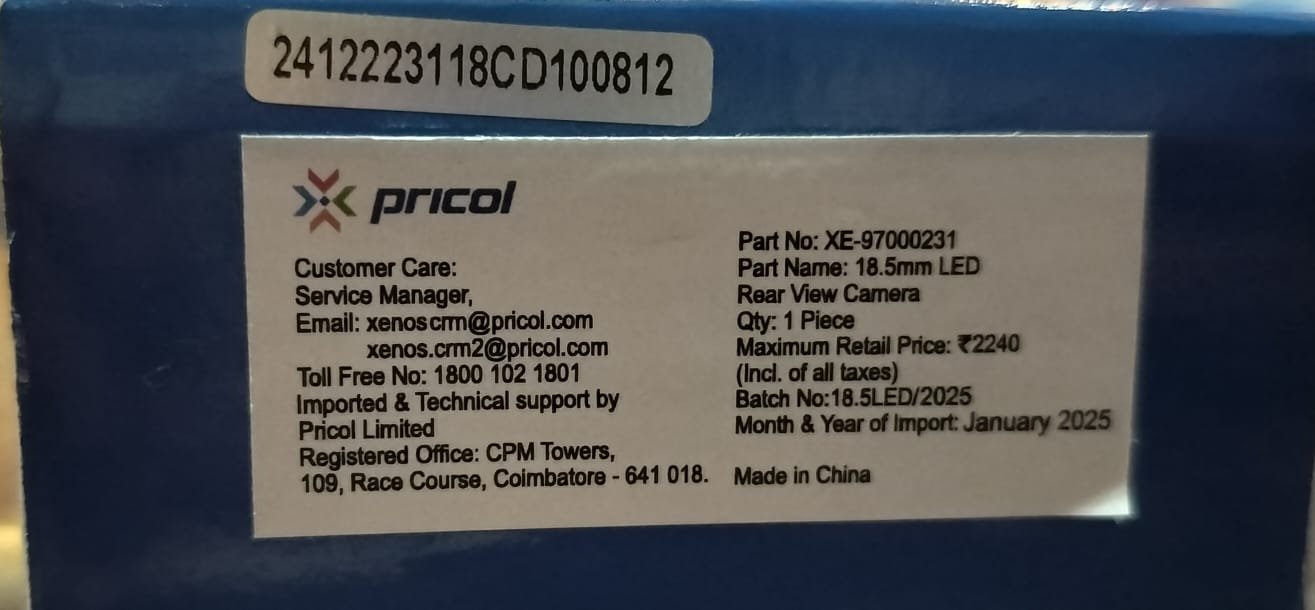 2412223118CD100812
pricol
Customer Care:
Service Manager,
Email: xenoscrm@pricol.com
xenos.crm2@pricol.com
Toll Free No: 1800 102 1801
Imported & Technical support by
Pricol Limited
Registered Office: CPM Towers,
109, Race Course, Coimbatore - 641 018.
Part No: XE-97000231
Part Name: 18.5mm LED
Rear View Camera
Qty: 1 Piece
Maximum Retail Price: ₹2240
(Incl. of all taxes)
Batch No:18.5LED/2025
Month & Year of Import: January 2025
Made in China